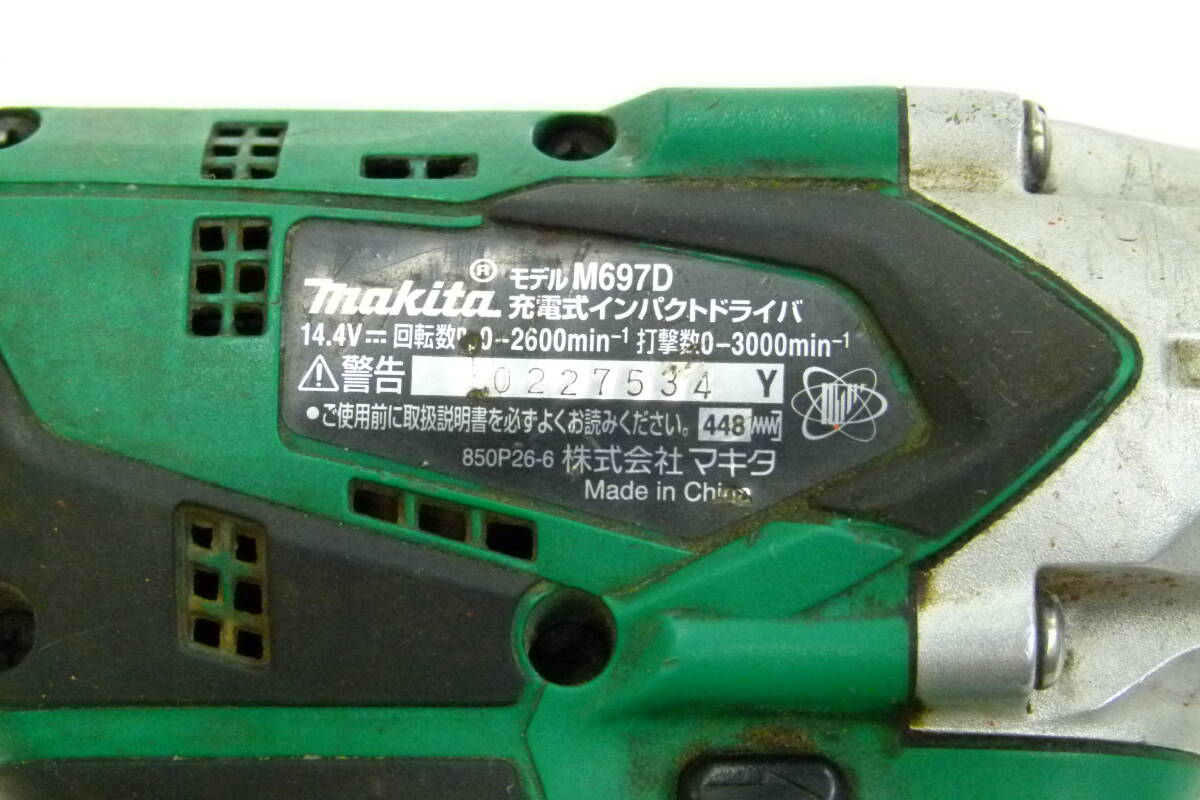 makita® モデル M697D
充電式インパクトドライバ
14.4V⎓ 回転数 0-2600min⁻¹ 打撃数0-3000min⁻¹
⚠警告 0227534 Y
●ご使用前に取扱説明書を必ずよくお読みください。 448
850P26-6 株式会社 マキタ
Made in China